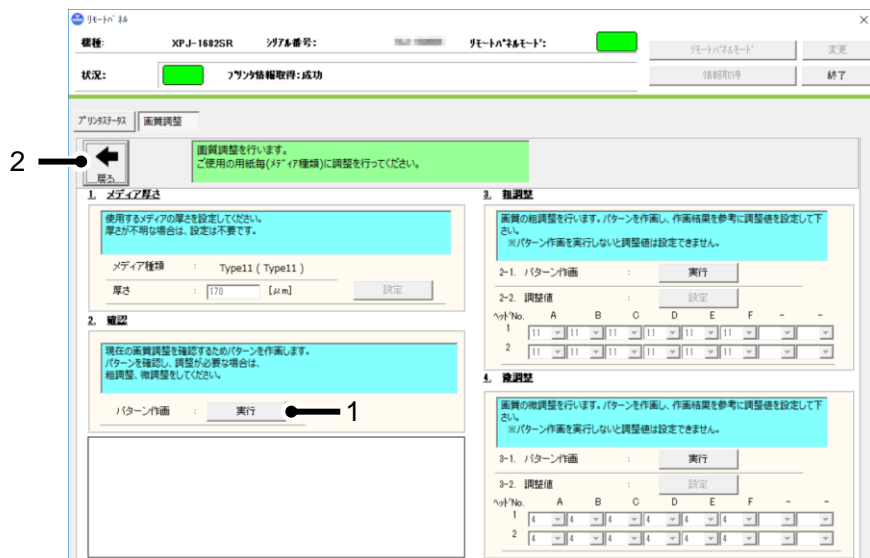 リモートパネル
機種: XPJ-1682SR シリアル番号: リモートパネルモード:
リモートパネルモード 変更
状況: プリンタ情報取得:成功
情報取得 終了
プリンタステータス 画質調整
2
戻る
画質調整を行います。
ご使用の用紙毎(メディア種類)に調整を行ってください。
1. メディア厚さ
使用するメディアの厚さを設定してください。
厚さが不明な場合は、設定は不要です。
メディア種類 : Type11 ( Type11 )
厚さ : 170 [μm] 設定
2. 確認
現在の画質調整を確認するためパターンを作画します。
パターンを確認し、調整が必要な場合は、
粗調整、微調整をしてください。
パターン作画 : 実行
1
3. 粗調整
画質の粗調整を行います。パターンを作画し、作画結果を参考に調整値を設定して下
さい。
※パターン作画を実行しないと調整値は設定できません。
2-1. パターン作画 : 実行
2-2. 調整値 : 設定
ヘッドNo. A B C D E F - -
1 11 11 11 11 11 11
2 11 11 11 11 11 11
4. 微調整
画質の微調整を行います。パターンを作画し、作画結果を参考に調整値を設定して下
さい。
※パターン作画を実行しないと調整値は設定できません。
3-1. パターン作画 : 実行
3-2. 調整値 : 設定
ヘッドNo. A B C D E F - -
1 4 4 4 4 4 4
2 4 4 4 4 4 4